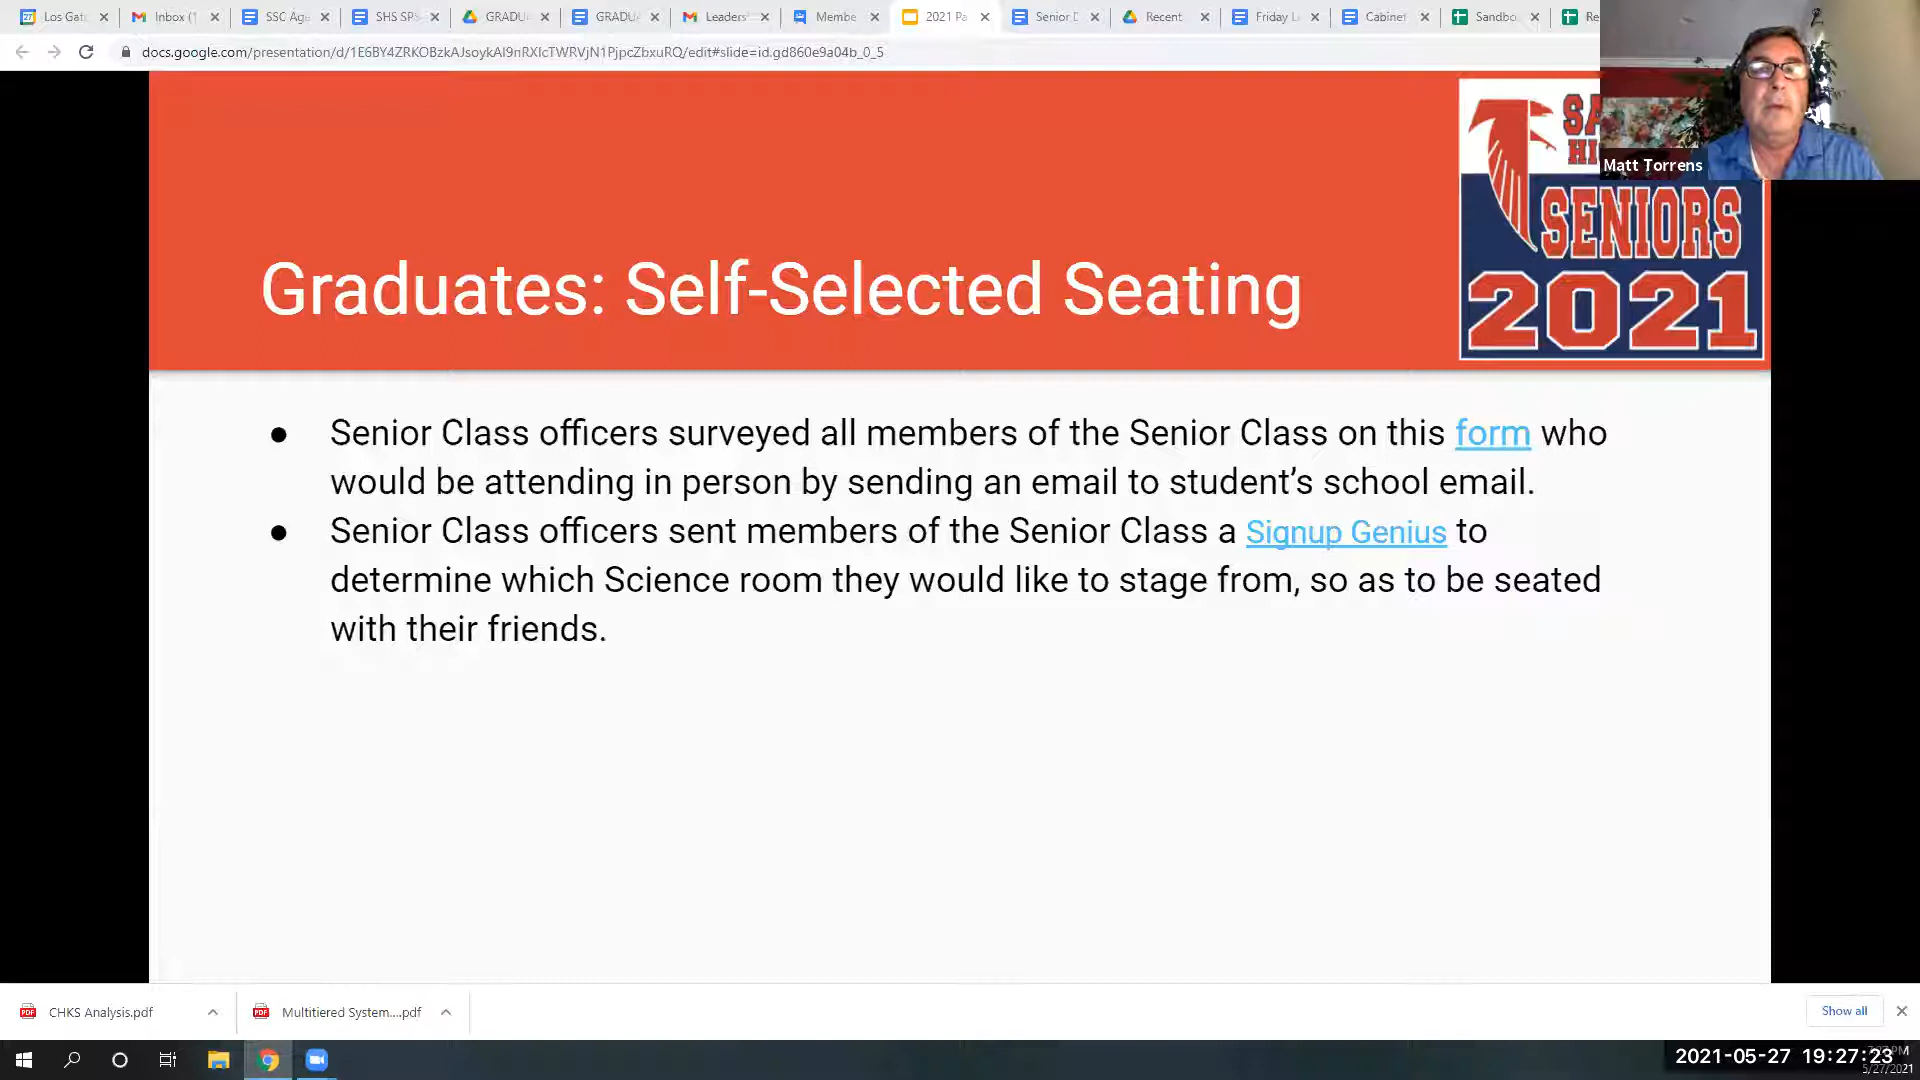 Los Gat
Inbox (1
SSC Age
SHS SPS
GRADU
GRADU
Leaders
Membe
2021 Pa
Senior D
Recent
Friday L
Cabinet
Sandbo
Re
docs.google.com/presentation/d/1E6BY4ZRKOBzkAJsoykAI9nRXIcTWRVjN1PjpcZbxuRQ/edit#slide=id.gd860e9a04b_0_5
Matt Torrens
SENIORS
2021
Graduates: Self-Selected Seating
● Senior Class officers surveyed all members of the Senior Class on this form who
would be attending in person by sending an email to student’s school email.
● Senior Class officers sent members of the Senior Class a Signup Genius to
determine which Science room they would like to stage from, so as to be seated
with their friends.
CHKS Analysis.pdf
Multitiered System....pdf
Show all
2021-05-27 19:27:23
5/27/2021